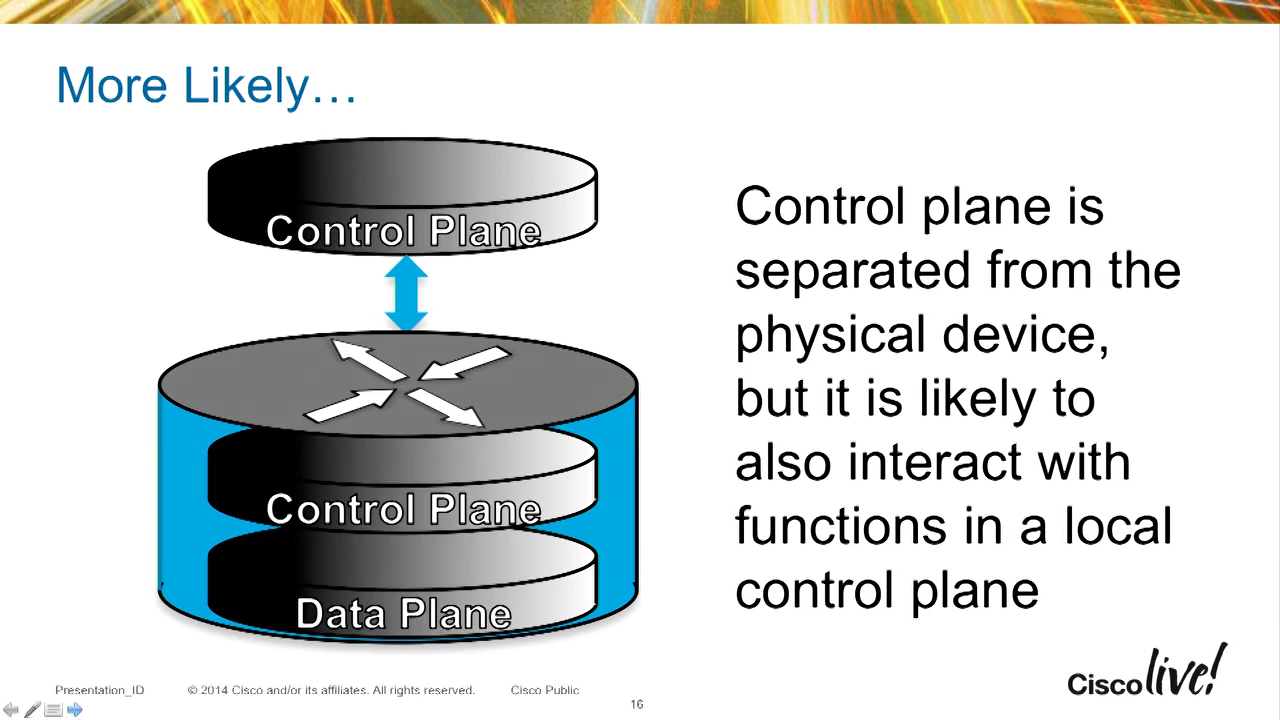 More Likely…
Control Plane
Control Plane
Data Plane
Control plane is
separated from the
physical device,
but it is likely to
also interact with
functions in a local
control plane
Presentation_ID © 2014 Cisco and/or its affiliates. All rights reserved. Cisco Public
Cisco live!
16